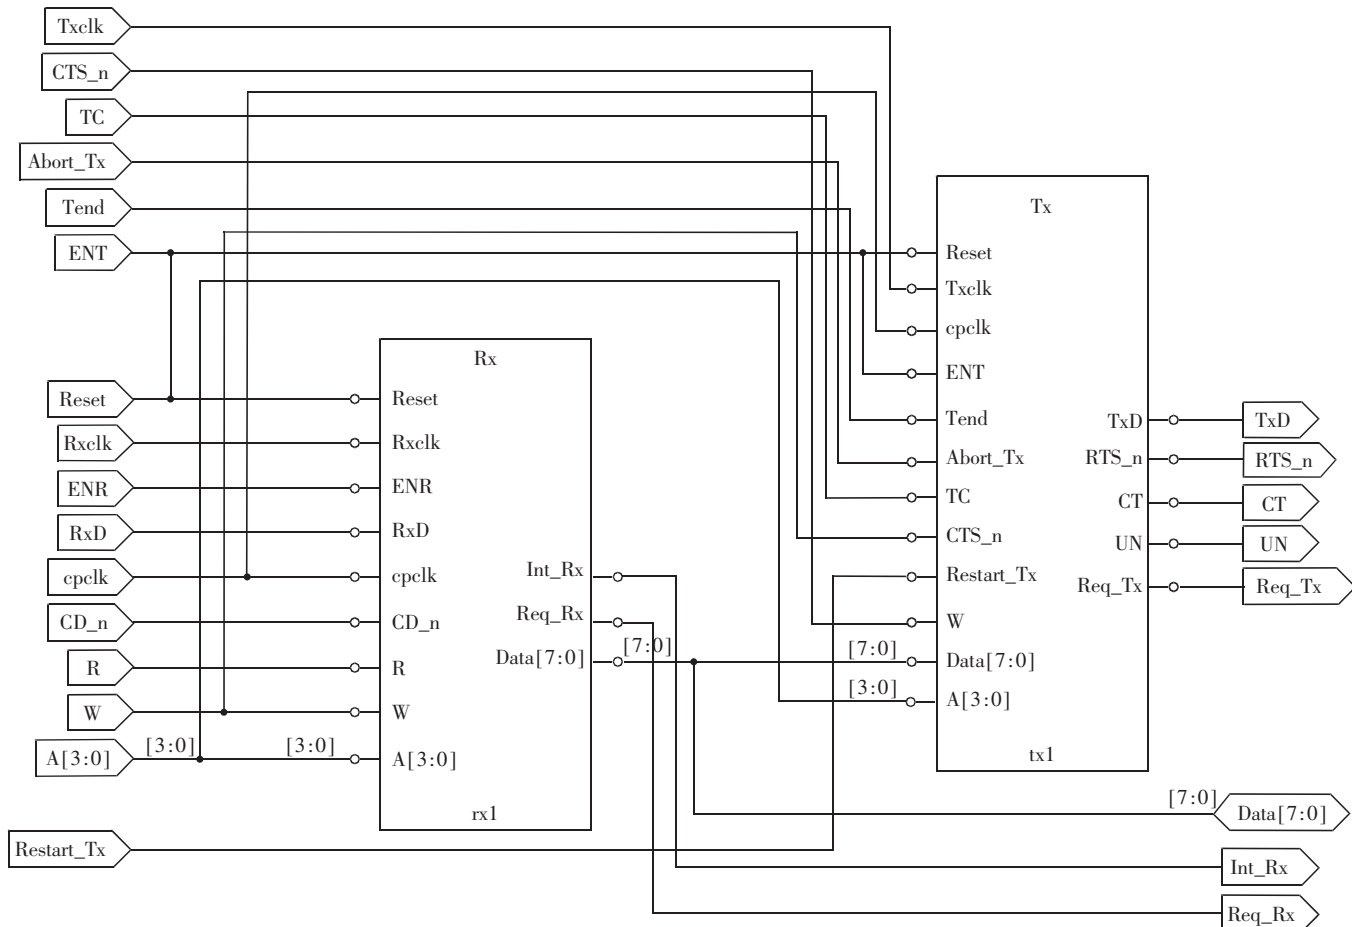 Txclk
CTS_n
TC
Abort_Tx
Tend
ENT
Reset
Rxclk
ENR
RxD
cpclk
CD_n
R
W
A[3:0]
[3:0]
[3:0]
Restart_Tx
Rx
Reset
Rxclk
ENR
RxD
cpclk
CD_n
R
W
A[3:0]
Int_Rx
Req_Rx
Data[7:0]
rx1
[7:0]
[7:0]
[3:0]
Tx
Reset
Txclk
cpclk
ENT
Tend
Abort_Tx
TC
CTS_n
Restart_Tx
W
Data[7:0]
A[3:0]
TxD
RTS_n
CT
UN
Req_Tx
tx1
TxD
RTS_n
CT
UN
Req_Tx
[7:0]
Data[7:0]
Int_Rx
Req_Rx